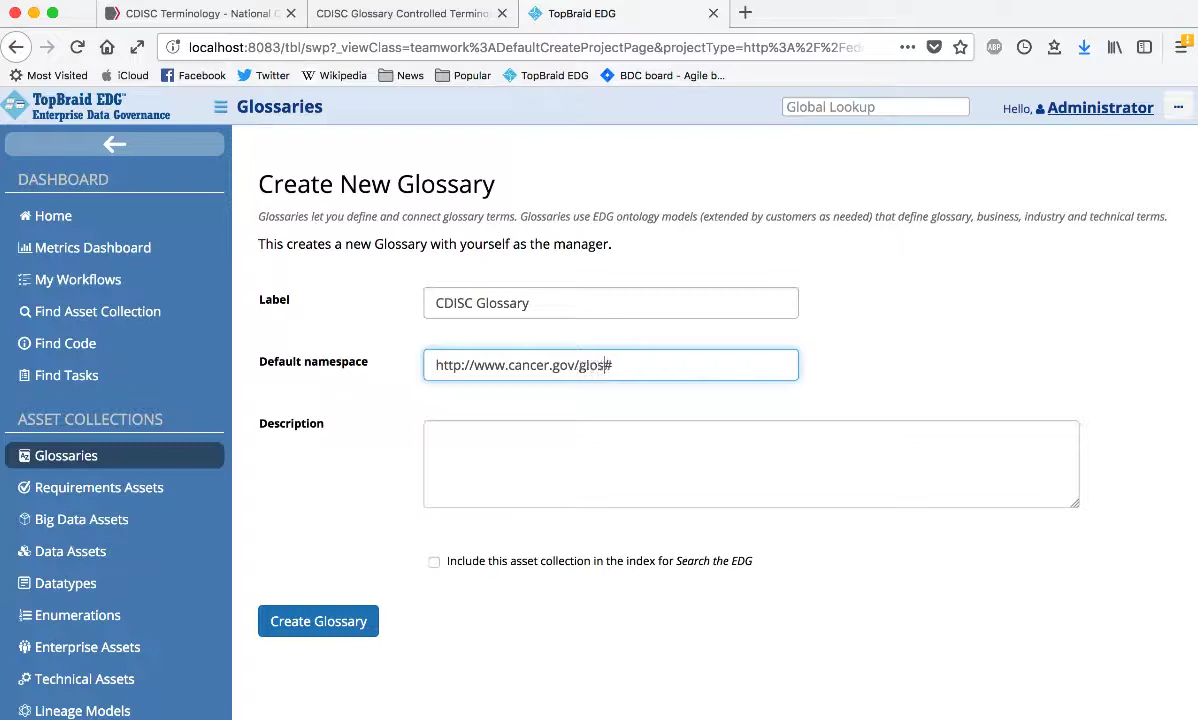 CDISC Terminology - National C
CDISC Glossary Controlled Termino
TopBraid EDG
localhost:8083/tbl/swp?_viewClass=teamwork%3ADefaultCreateProjectPage&projectType=http%3A%2F%2Fed
ABP
Most Visited
iCloud
Facebook
Twitter
Wikipedia
News
Popular
TopBraid EDG
BDC board - Agile b...
TopBraid EDG™
Enterprise Data Governance
Glossaries
Global Lookup
Hello, Administrator
DASHBOARD
Home
Metrics Dashboard
My Workflows
Find Asset Collection
Find Code
Find Tasks
ASSET COLLECTIONS
Glossaries
Requirements Assets
Big Data Assets
Data Assets
Datatypes
Enumerations
Enterprise Assets
Technical Assets
Lineage Models
Create New Glossary
Glossaries let you define and connect glossary terms. Glossaries use EDG ontology models (extended by customers as needed) that define glossary, business, industry and technical terms.
This creates a new Glossary with yourself as the manager.
Label
CDISC Glossary
Default namespace
http://www.cancer.gov/glos#
Description
Include this asset collection in the index for Search the EDG
Create Glossary